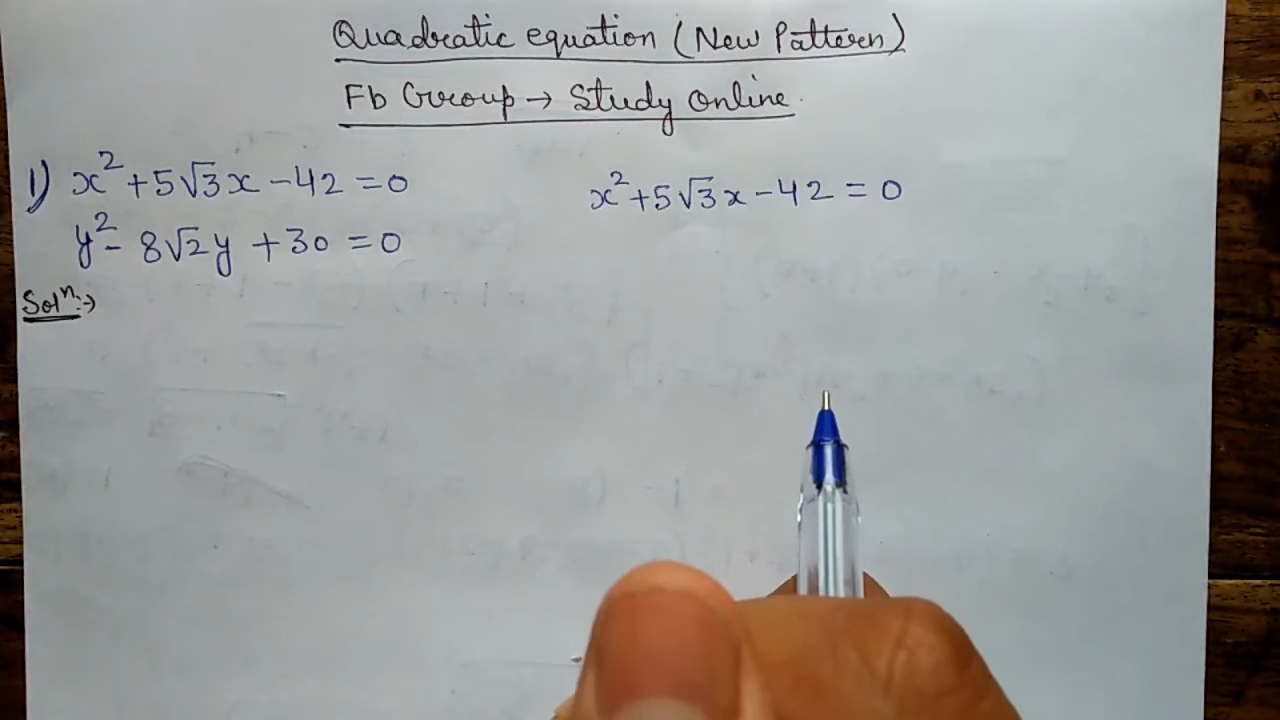 Quadratic equation (New Pattern)
Fb Group → Study Online.
1) x² + 5√3x - 42 = 0
y² - 8√2y + 30 = 0
Solⁿ:→
x² + 5√3x - 42 = 0